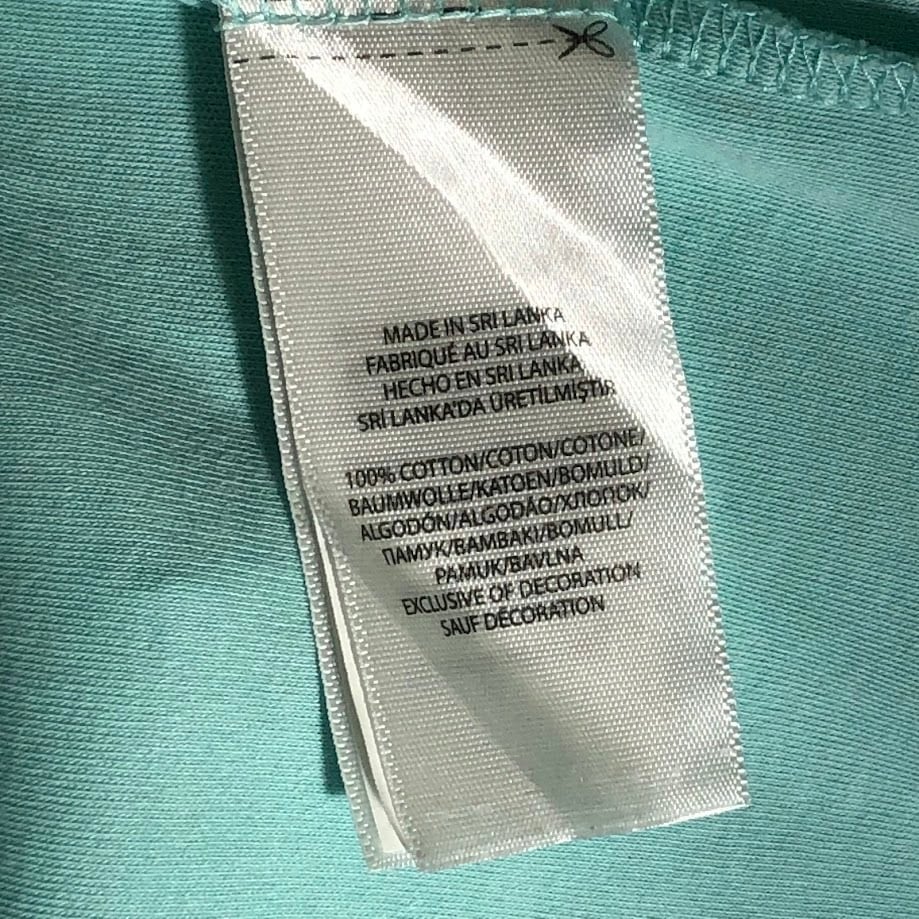 MADE IN SRI LANKA
FABRIQUÉ AU SRI LANKA
HECHO EN SRI LANKA
SRİ LANKA'DA ÜRETİLMİŞTİR
100% COTTON/COTON/COTONE/
BAUMWOLLE/KATOEN/BOMULD/
ALGODÓN/ALGODÃO/ХЛОПОК/
ПАМУК/ΒΑΜΒΑΚΙ/BOMULL/
PAMUK/BAVLNA
EXCLUSIVE OF DECORATION
SAUF DÉCORATION